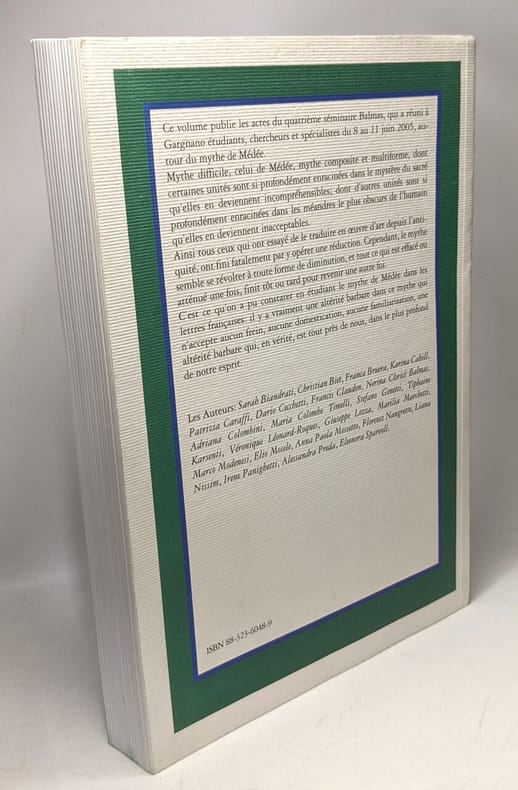 Ce volume publie les actes du quatrième séminaire Balmas, qui a réuni à
Gargnano étudiants, chercheurs et spécialistes du 8 au 11 juin 2005, au-
tour du mythe de Médée.
Mythe difficile, celui de Médée, mythe composite et multiforme, dont
certaines unités sont si profondément enracinées dans le mystère du sacré
qu'elles en deviennent incompréhensibles; dont d'autres unités sont si
profondément enracinées dans les méandres le plus obscurs de l'humain
qu'elles en deviennent inacceptables.
Ainsi tous ceux qui ont essayé de le traduire en œuvre d'art depuis l'anti-
quité, ont fini fatalement par y opérer une réduction. Cependant, le mythe
semble se révolter à toute forme de diminution, et tout ce qui est effacé ou
atténué une fois, finit tôt ou tard pour revenir une autre foi.
C'est ce qu'on a pu constater en étudiant le mythe de Médée dans les
lettres françaises. il y a vraiment une altérité barbare dans ce mythe qui
n'accepte aucun frein, aucune domestication, aucune familiarisation, une
altérité barbare qui, en vérité, est tout près de nous, dans le plus profond
de notre esprit.
Les Auteurs: Sarah Biandrati, Christian Biet, Franca Bruera, Karina Cahill,
Patrizia Caraffi, Dario Cecchetti, Francis Claudon, Nerina Clerici Balmas,
Adriana Colombini, Maria Colombo Timelli, Stefano Genetti, Tiphaine
Karsenti, Véronique Léonard-Roques, Giuseppe Lozza, Marilia Marchetti,
Marco Modenesi, Elio Mosele, Anna Paola Mossetto, Florence Naugrette, Liana
Nissim, Irene Panighetti, Alessandra Preda, Eleonora Sparvoli.
ISBN 88-323-6048-9